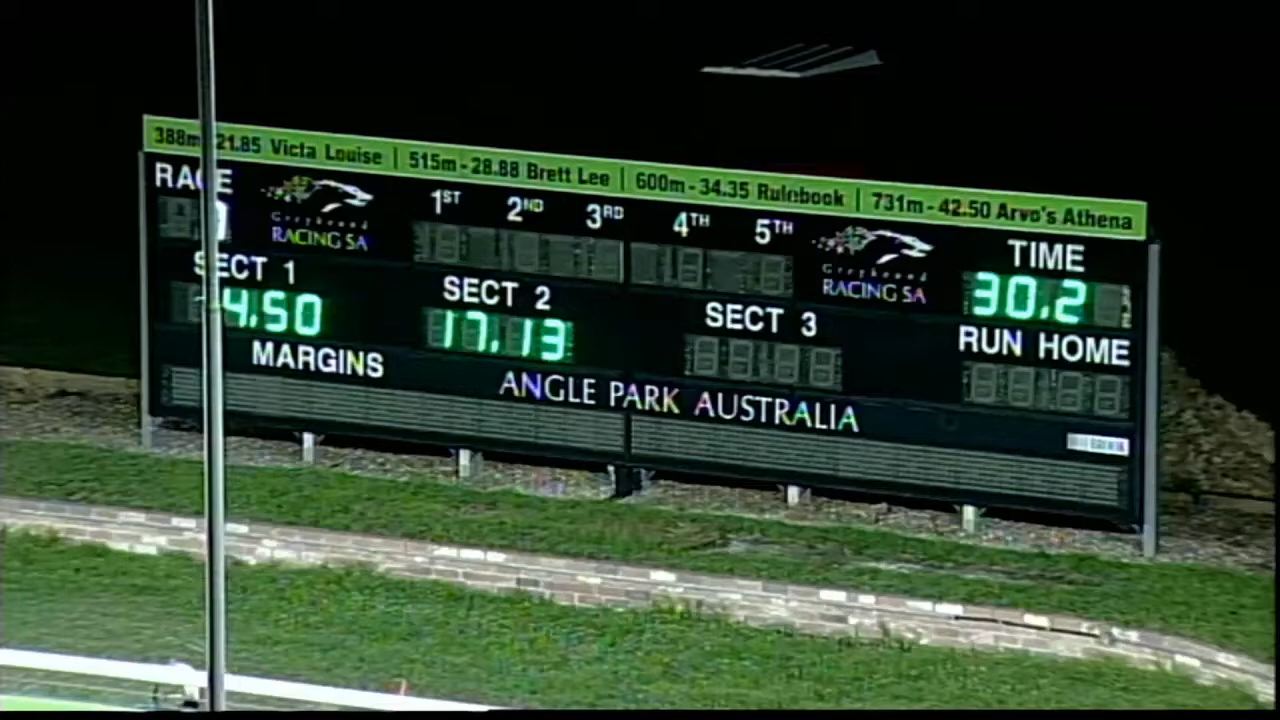 388m 21.85 Victa Louise | 515m - 28.88 Brett Lee | 600m - 34.35 Rulebook | 731m - 42.50 Arvo's Athena
RACE
Greyhound
RACING SA
1ST 2ND 3RD 4TH 5TH
Greyhound
RACING SA
TIME
30.2
SECT 1
4.50
SECT 2
17.13
SECT 3
RUN HOME
MARGINS
ANGLE PARK AUSTRALIA